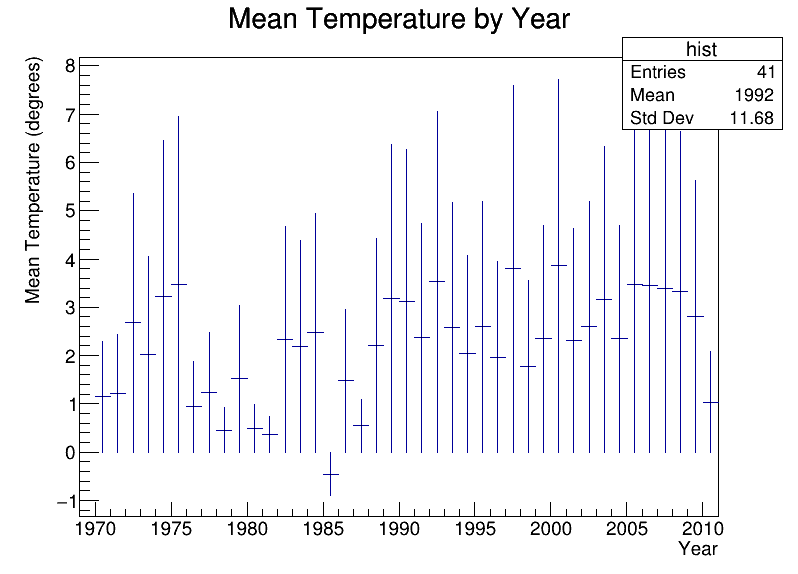 Mean Temperature by Year
hist
Entries 41
Mean 1992
Std Dev 11.68
Mean Temperature (degrees)
8
7
6
5
4
3
2
1
0
−1
1970 1975 1980 1985 1990 1995 2000 2005 2010
Year